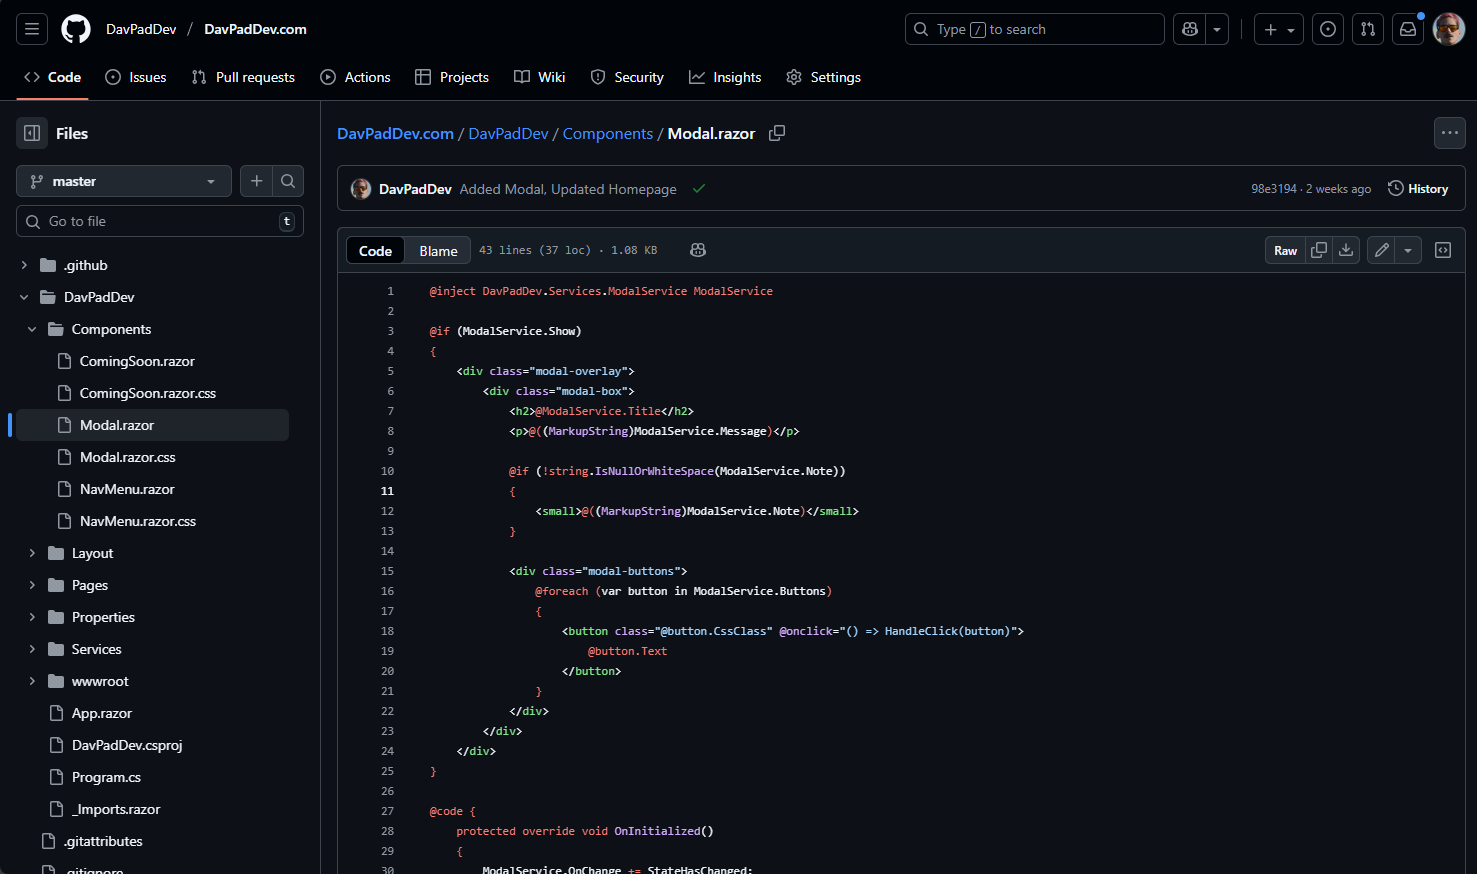 DavPadDev / DavPadDev.com
Type / to search
Code Issues Pull requests Actions Projects Wiki Security Insights Settings
Files
master
Go to file t
.github
DavPadDev
Components
ComingSoon.razor
ComingSoon.razor.css
Modal.razor
Modal.razor.css
NavMenu.razor
NavMenu.razor.css
Layout
Pages
Properties
Services
wwwroot
App.razor
DavPadDev.csproj
Program.cs
_Imports.razor
.gitattributes
.gitignore
DavPadDev.com / DavPadDev / Components / Modal.razor
DavPadDev Added Modal, Updated Homepage 98e3194 · 2 weeks ago History
Code Blame 43 lines (37 loc) · 1.08 KB Raw
1 @inject DavPadDev.Services.ModalService ModalService
2
3 @if (ModalService.Show)
4 {
5 <div class="modal-overlay">
6 <div class="modal-box">
7 <h2>@ModalService.Title</h2>
8 <p>@((MarkupString)ModalService.Message)</p>
9
10 @if (!string.IsNullOrWhiteSpace(ModalService.Note))
11 {
12 <small>@((MarkupString)ModalService.Note)</small>
13 }
14
15 <div class="modal-buttons">
16 @foreach (var button in ModalService.Buttons)
17 {
18 <button class="@button.CssClass" @onclick="() => HandleClick(button)">
19 @button.Text
20 </button>
21 }
22 </div>
23 </div>
24 </div>
25 }
26
27 @code {
28 protected override void OnInitialized()
29 {
30 ModalService.OnChange += StateHasChanged;